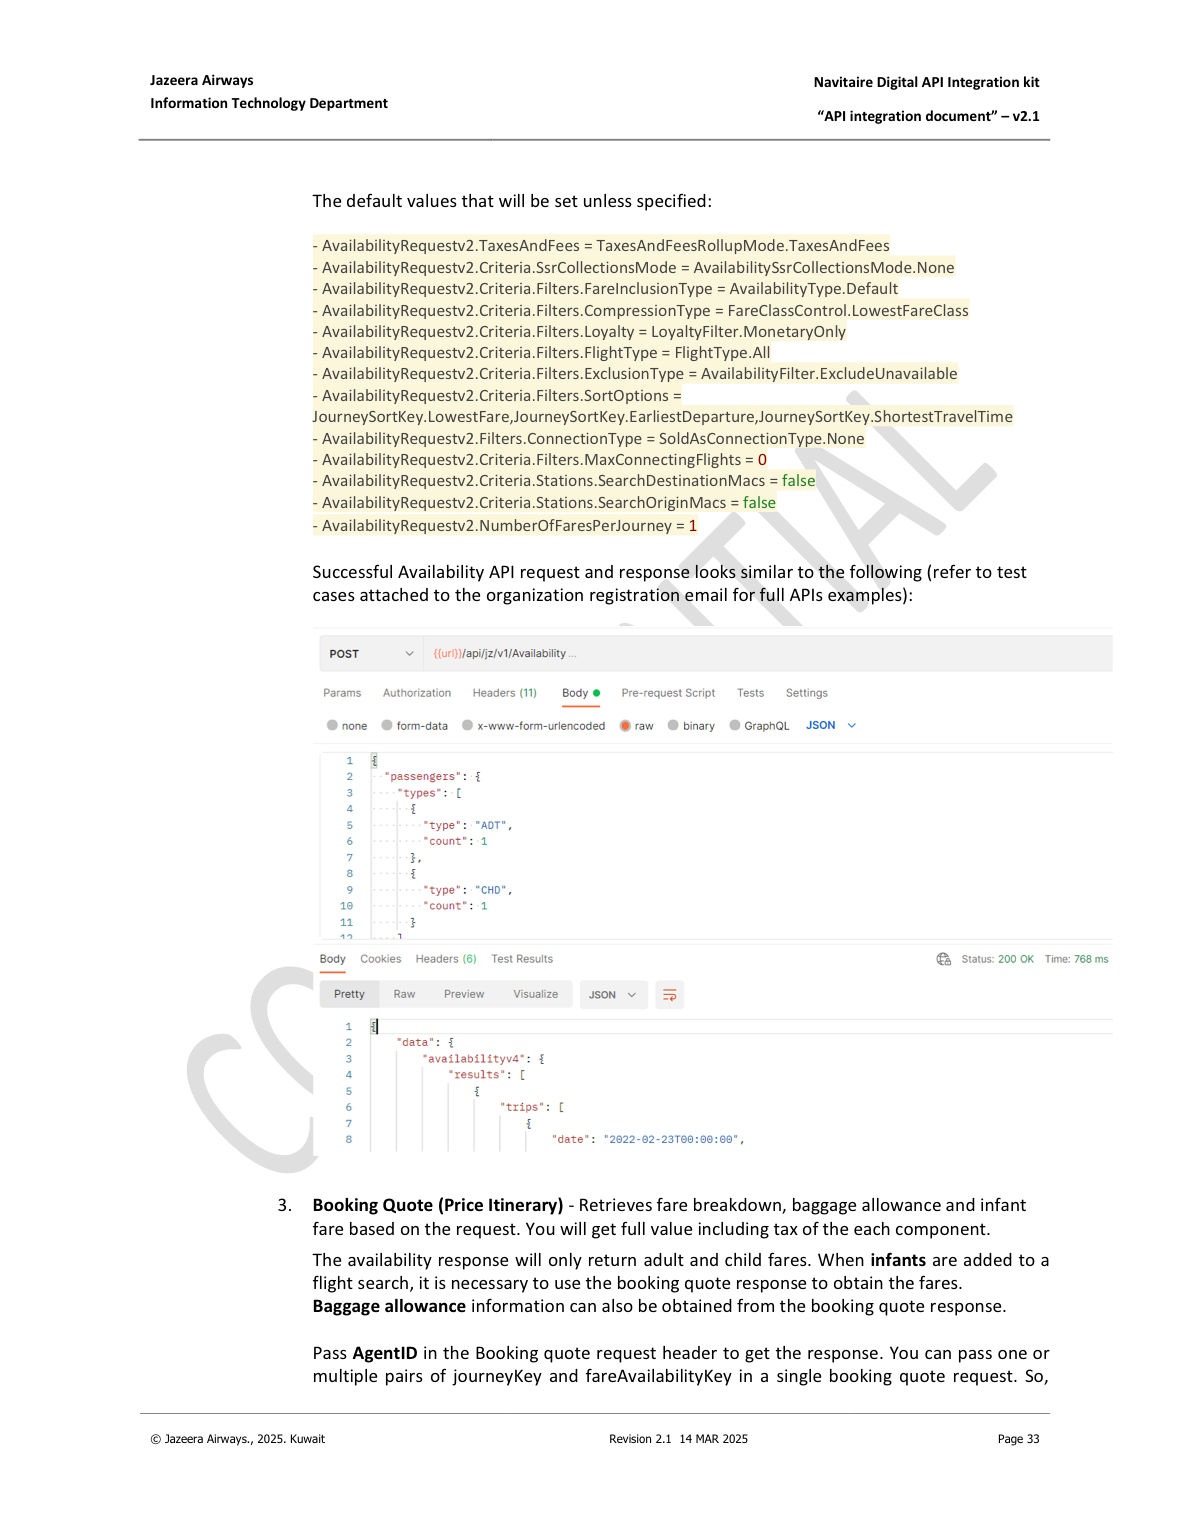 Jazeera Airways
Information Technology Department
Navitaire Digital API Integration kit
“API integration document” – v2.1
The default values that will be set unless specified:
- AvailabilityRequestv2.TaxesAndFees = TaxesAndFeesRollupMode.TaxesAndFees
- AvailabilityRequestv2.Criteria.SsrCollectionsMode = AvailabilitySsrCollectionsMode.None
- AvailabilityRequestv2.Criteria.Filters.FareInclusionType = AvailabilityType.Default
- AvailabilityRequestv2.Criteria.Filters.CompressionType = FareClassControl.LowestFareClass
- AvailabilityRequestv2.Criteria.Filters.Loyalty = LoyaltyFilter.MonetaryOnly
- AvailabilityRequestv2.Criteria.Filters.FlightType = FlightType.All
- AvailabilityRequestv2.Criteria.Filters.ExclusionType = AvailabilityFilter.ExcludeUnavailable
- AvailabilityRequestv2.Criteria.Filters.SortOptions =
JourneySortKey.LowestFare,JourneySortKey.EarliestDeparture,JourneySortKey.ShortestTravelTime
- AvailabilityRequestv2.Filters.ConnectionType = SoldAsConnectionType.None
- AvailabilityRequestv2.Criteria.Filters.MaxConnectingFlights = 0
- AvailabilityRequestv2.Criteria.Stations.SearchDestinationMacs = false
- AvailabilityRequestv2.Criteria.Stations.SearchOriginMacs = false
- AvailabilityRequestv2.NumberOfFaresPerJourney = 1
Successful Availability API request and response looks similar to the following (refer to test
cases attached to the organization registration email for full APIs examples):
POST {{url}}/api/jz/v1/Availability ...
Params Authorization Headers (11) Body Pre-request Script Tests Settings
none form-data x-www-form-urlencoded raw binary GraphQL JSON
1 {
2 "passengers": {
3 "types": [
4 {
5 "type": "ADT",
6 "count": 1
7 },
8 {
9 "type": "CHD",
10 "count": 1
11 }
12 ]
Body Cookies Headers (6) Test Results Status: 200 OK Time: 768 ms
Pretty Raw Preview Visualize JSON
1 {
2 "data": {
3 "availabilityv4": {
4 "results": [
5 {
6 "trips": [
7 {
8 "date": "2022-02-23T00:00:00",
3. Booking Quote (Price Itinerary) - Retrieves fare breakdown, baggage allowance and infant
fare based on the request. You will get full value including tax of the each component.
The availability response will only return adult and child fares. When infants are added to a
flight search, it is necessary to use the booking quote response to obtain the fares.
Baggage allowance information can also be obtained from the booking quote response.
Pass AgentID in the Booking quote request header to get the response. You can pass one or
multiple pairs of journeyKey and fareAvailabilityKey in a single booking quote request. So,
© Jazeera Airways., 2025. Kuwait
Revision 2.1 14 MAR 2025
Page 33